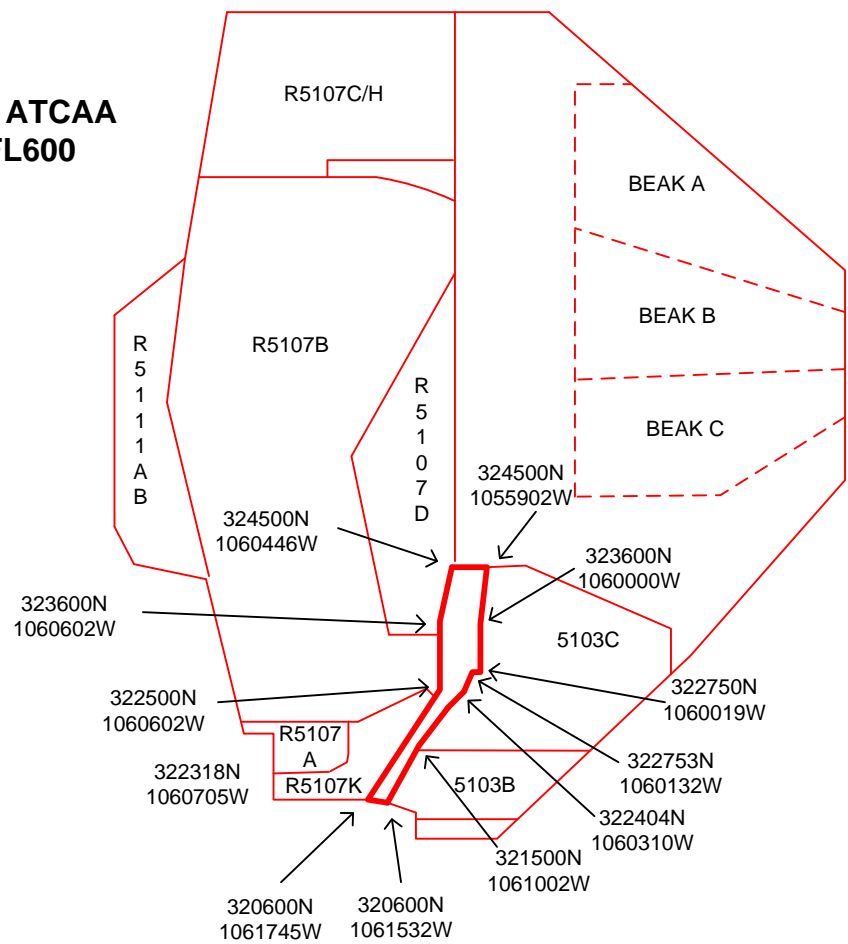 R5107C/H
ATCAA
FL600
BEAK A
BEAK B
R5107B
R
5
1
1
1
A
B
R
5
1
0
7
D
BEAK C
324500N
1055902W
324500N
1060446W
323600N
1060000W
323600N
1060602W
5103C
322750N
1060019W
322500N
1060602W
R5107
A
322753N
1060132W
322318N
1060705W
R5107K
5103B
322404N
1060310W
321500N
1061002W
320600N
1061745W
320600N
1061532W